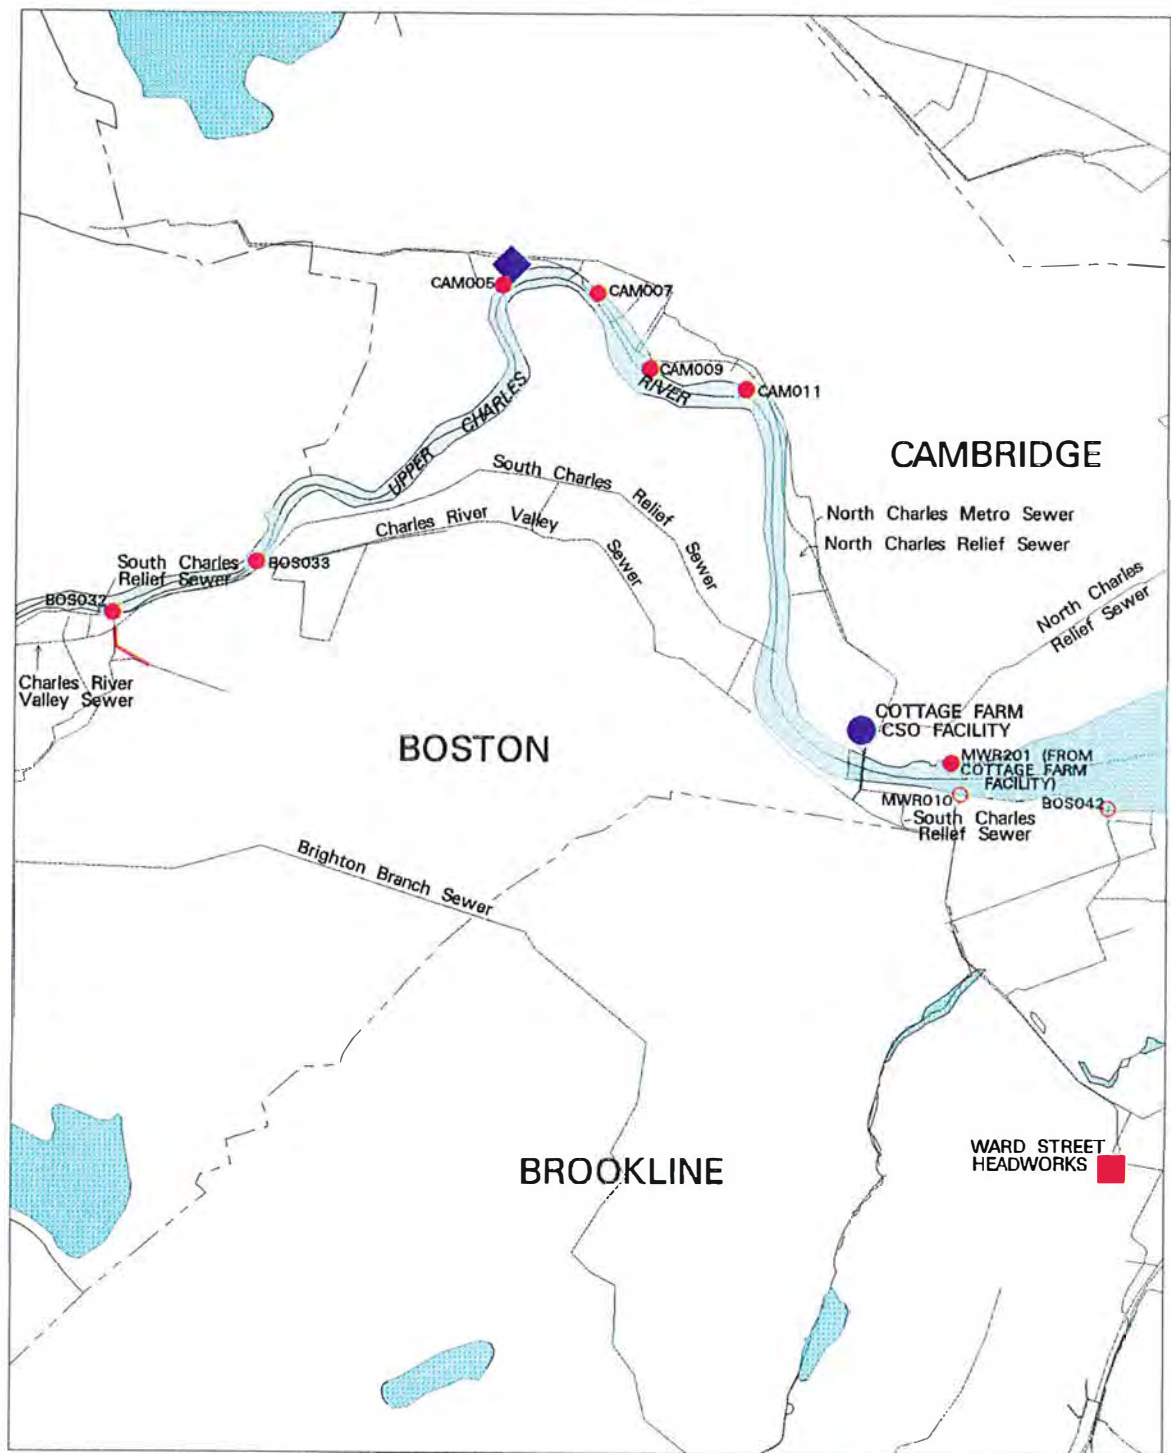 CAM005
CAM007
CAM009
CAM011
UPPER CHARLES RIVER
CAMBRIDGE
South Charles Relief Sewer
Charles River Valley Sewer
North Charles Metro Sewer
North Charles Relief Sewer
South Charles
Relief Sewer
BOS033
BOS032
North Charles
Relief Sewer
Charles River
Valley Sewer
BOSTON
COTTAGE FARM
CSO FACILITY
MWR201 (FROM
COTTAGE FARM
FACILITY)
MWR010
BOS042
South Charles
Relief Sewer
Brighton Branch Sewer
BROOKLINE
WARD STREET
HEADWORKS